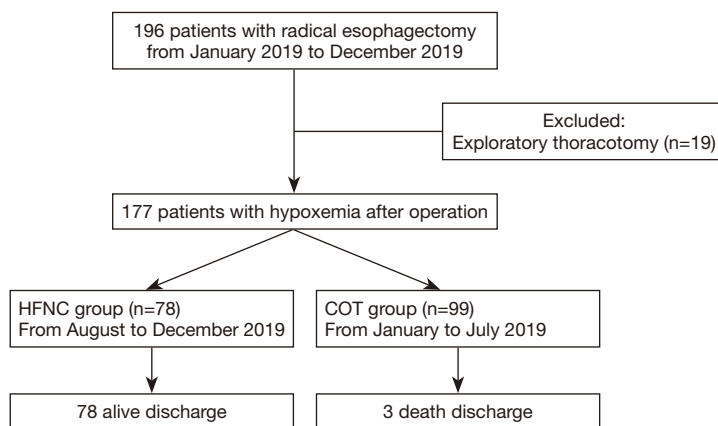 196 patients with radical esophagectomy
from January 2019 to December 2019
Excluded:
Exploratory thoracotomy (n=19)
177 patients with hypoxemia after operation
HFNC group (n=78)
From August to December 2019
COT group (n=99)
From January to July 2019
78 alive discharge
3 death discharge